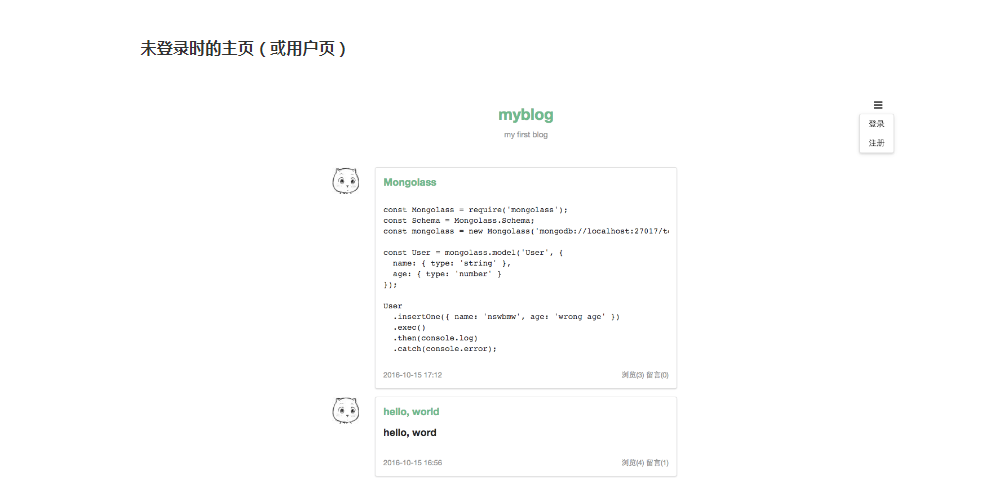 未登录时的主页（或用户页）
myblog
my first blog
登录
注册
Mongolass
const Mongolass = require('mongolass');
const Schema = Mongolass.Schema;
const mongolass = new Mongolass('mongodb://localhost:27017/t
const User = mongolass.model('User', {
  name: { type: 'string' },
  age: { type: 'number' }
});
User
  .insertOne({ name: 'nswbmw', age: 'wrong age' })
  .exec()
  .then(console.log)
  .catch(console.error);
2016-10-15 17:12 浏览(3) 留言(0)
hello, world
hello, word
2016-10-15 16:56 浏览(4) 留言(1)